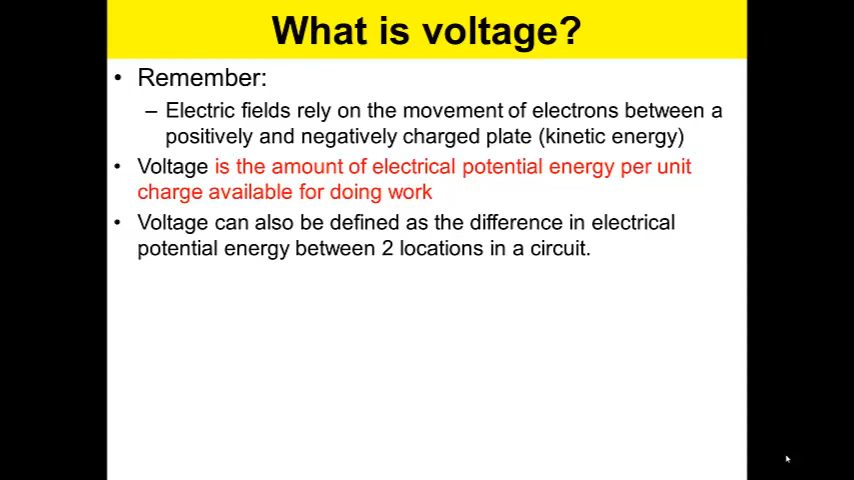 What is voltage?
• Remember:
– Electric fields rely on the movement of electrons between a
positively and negatively charged plate (kinetic energy)
• Voltage is the amount of electrical potential energy per unit
charge available for doing work
• Voltage can also be defined as the difference in electrical
potential energy between 2 locations in a circuit.